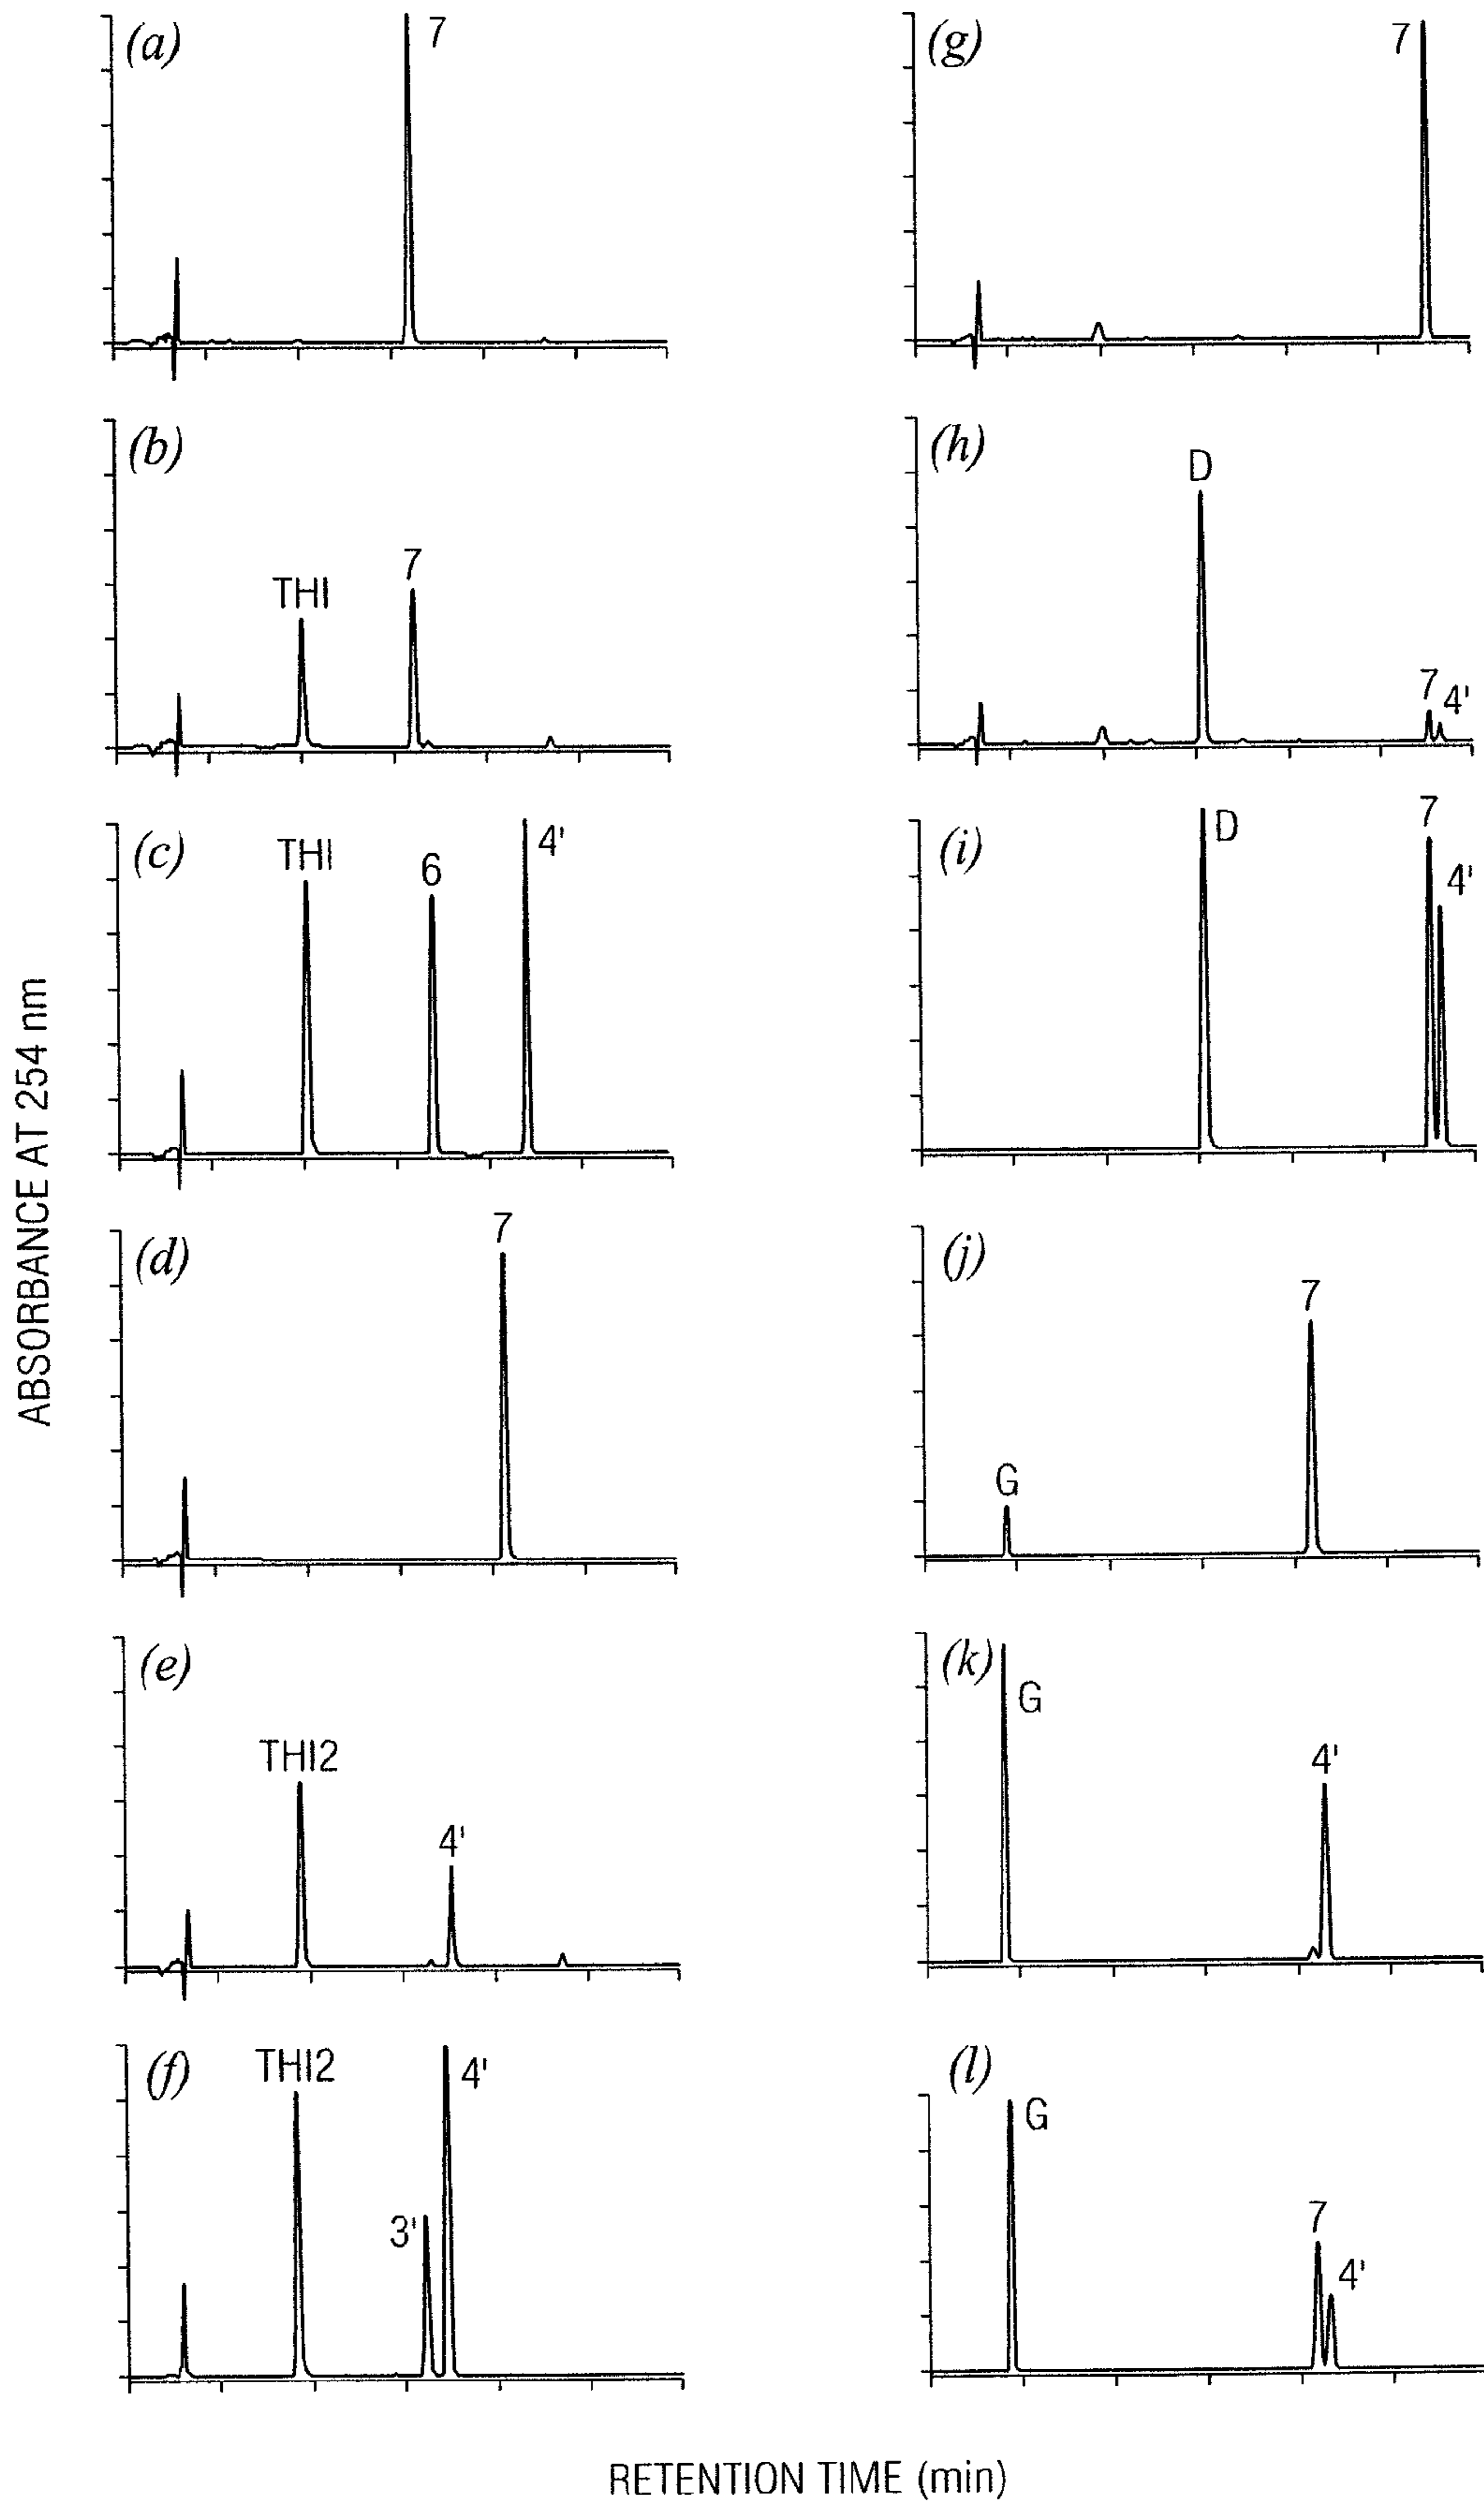 ABSORBANCE AT 254 nm
(a)
7
(b)
THI
7
(c)
THI
6
4'
(d)
7
(e)
THI2
4'
(f)
THI2
3'
4'
(g)
7
(h)
D
7
4'
(i)
D
7
4'
(j)
G
7
(k)
G
4'
(l)
G
7
4'
RETENTION TIME (min)